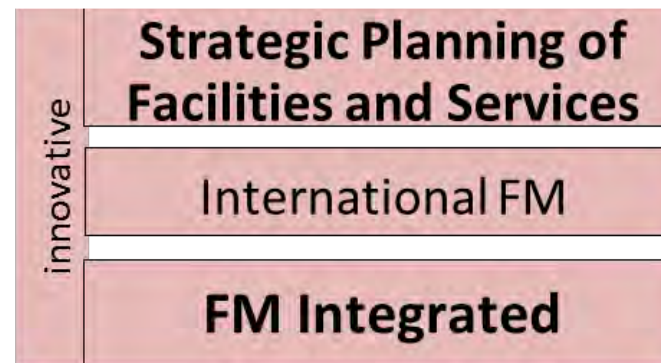 innovative
Strategic Planning of
Facilities and Services
International FM
FM Integrated